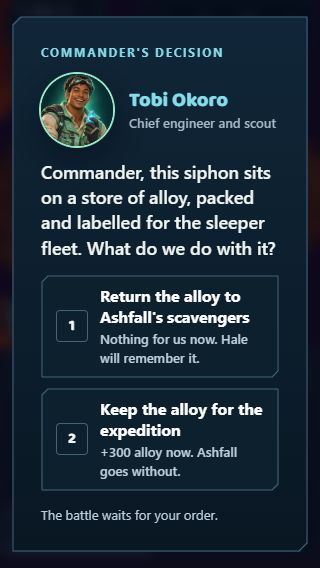 COMMANDER'S DECISION
Tobi Okoro
Chief engineer and scout
Commander, this siphon sits
on a store of alloy, packed
and labelled for the sleeper
fleet. What do we do with it?
1
Return the alloy to
Ashfall's scavengers
Nothing for us now. Hale
will remember it.
2
Keep the alloy for the
expedition
+300 alloy now. Ashfall
goes without.
The battle waits for your order.